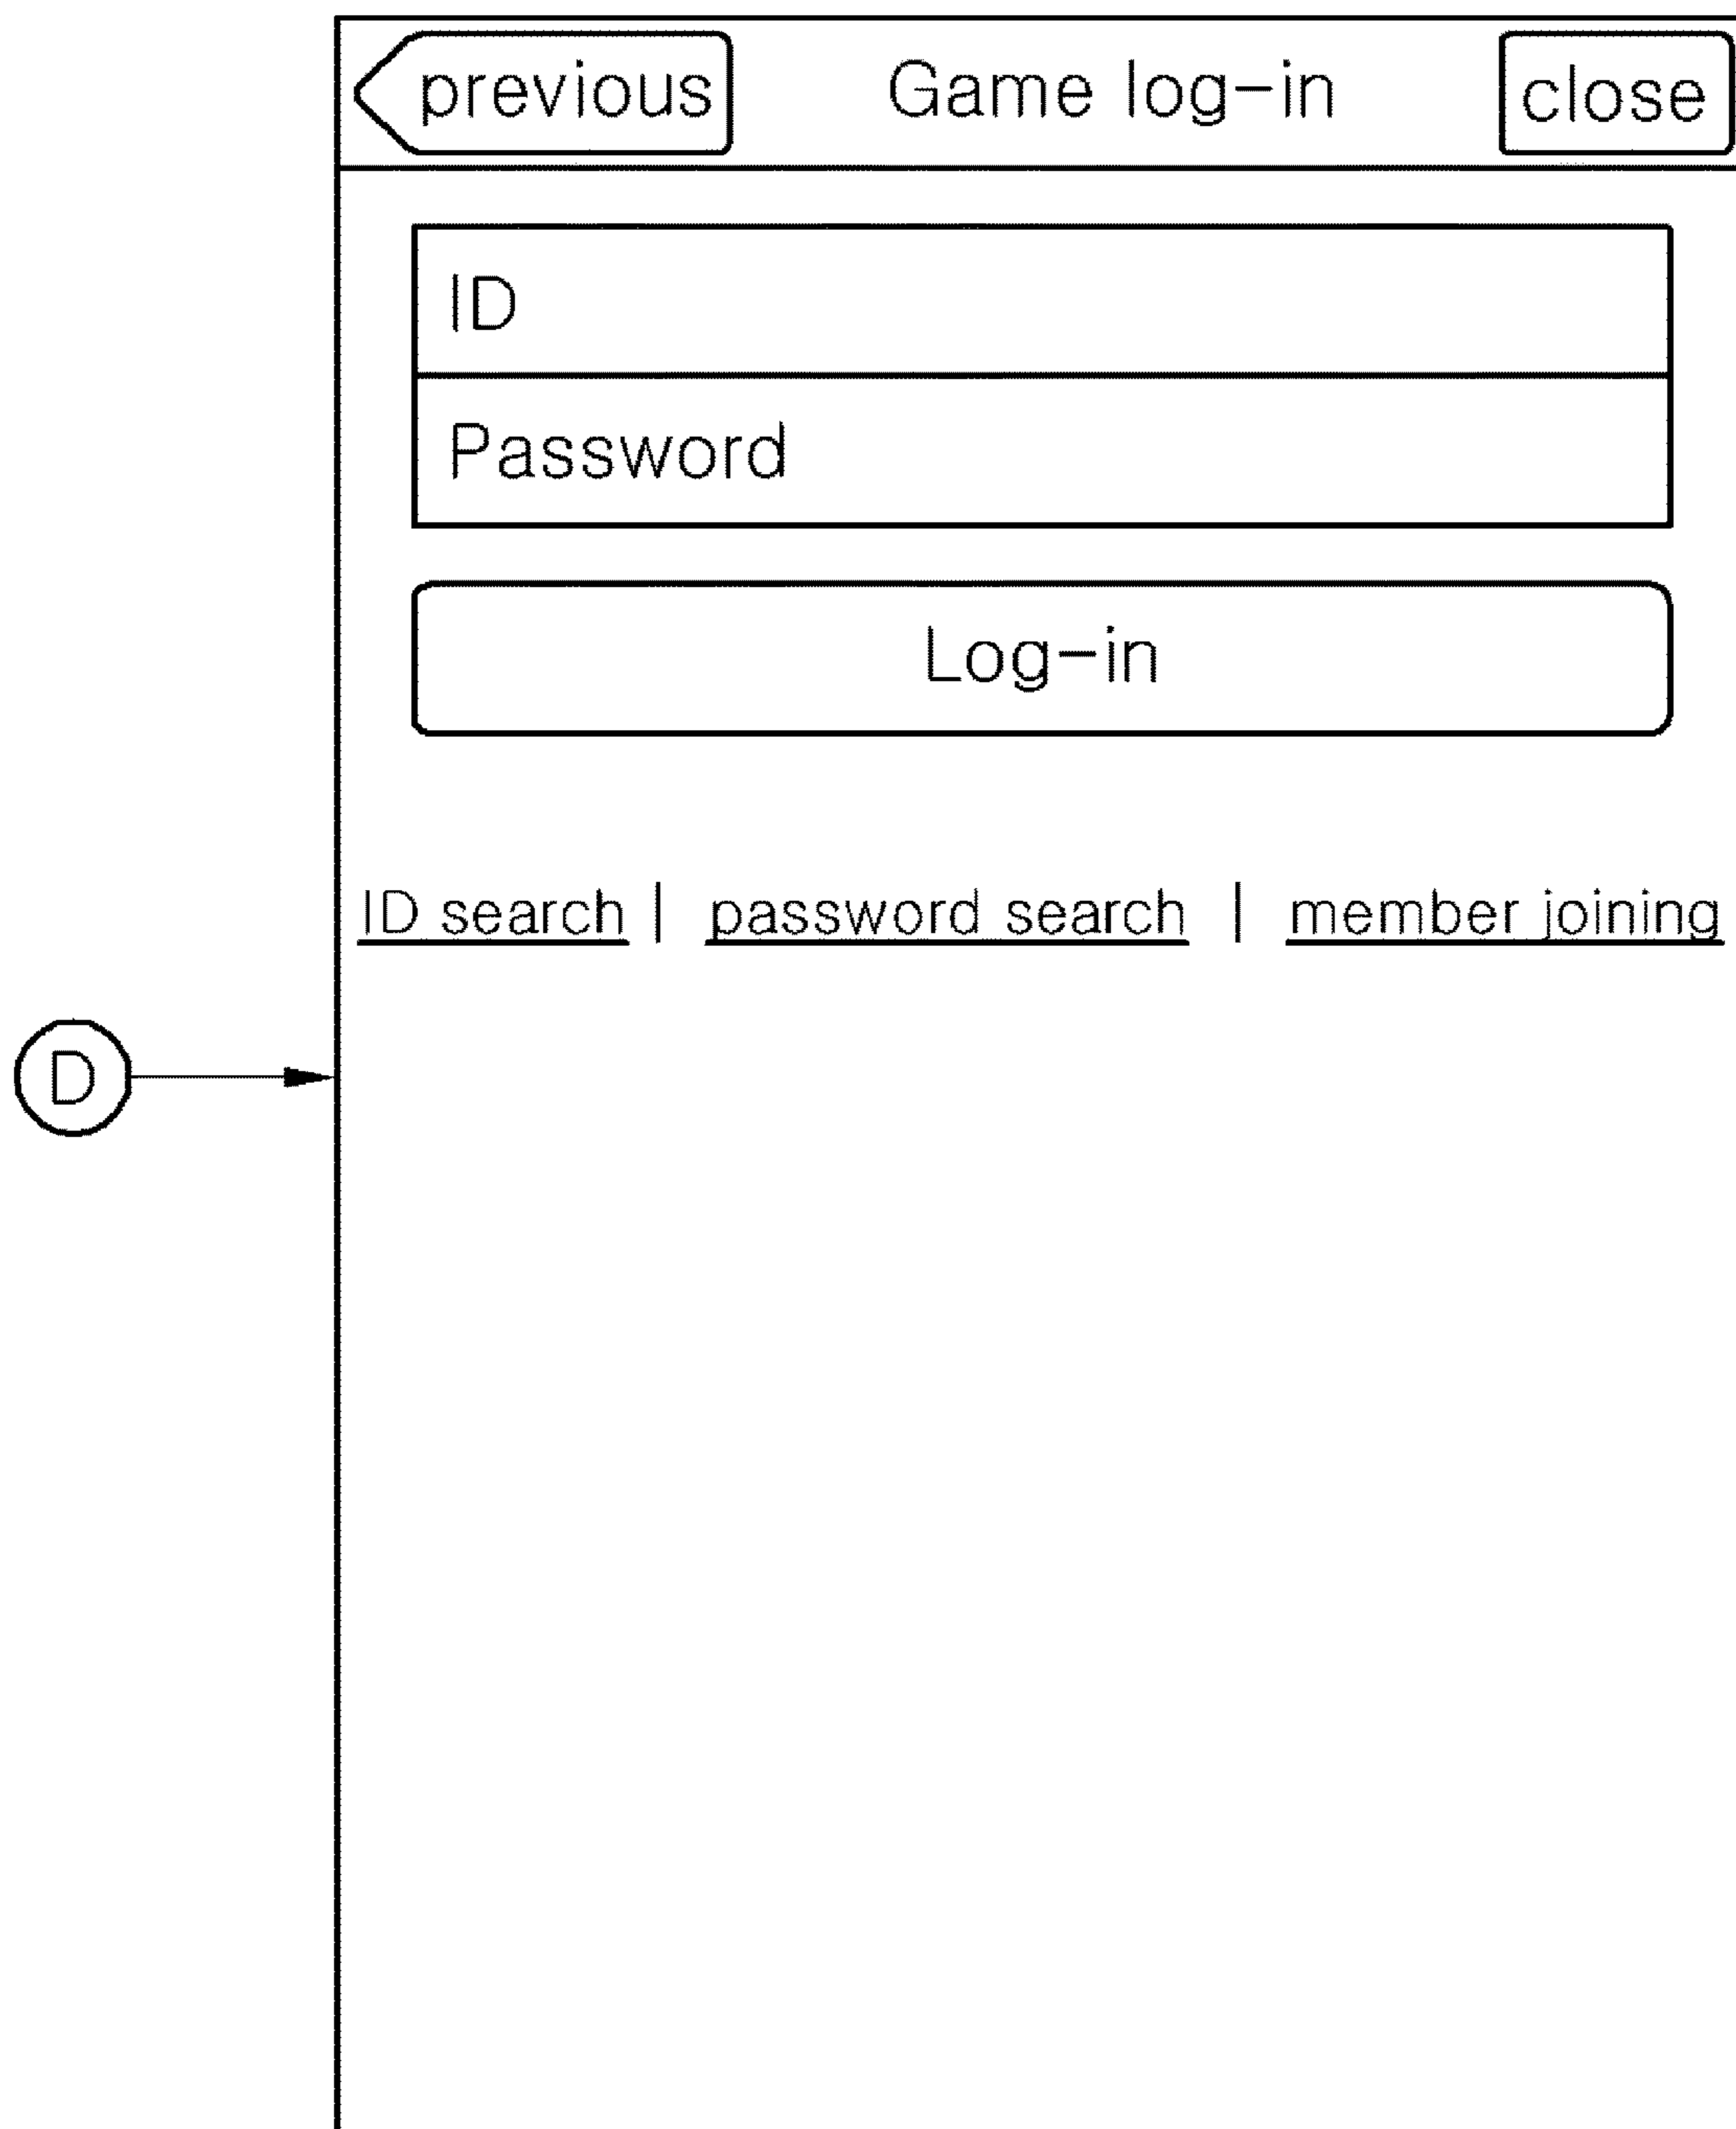 previous Game log-in close
ID
Password
Log-in
ID search | password search | member joining
D